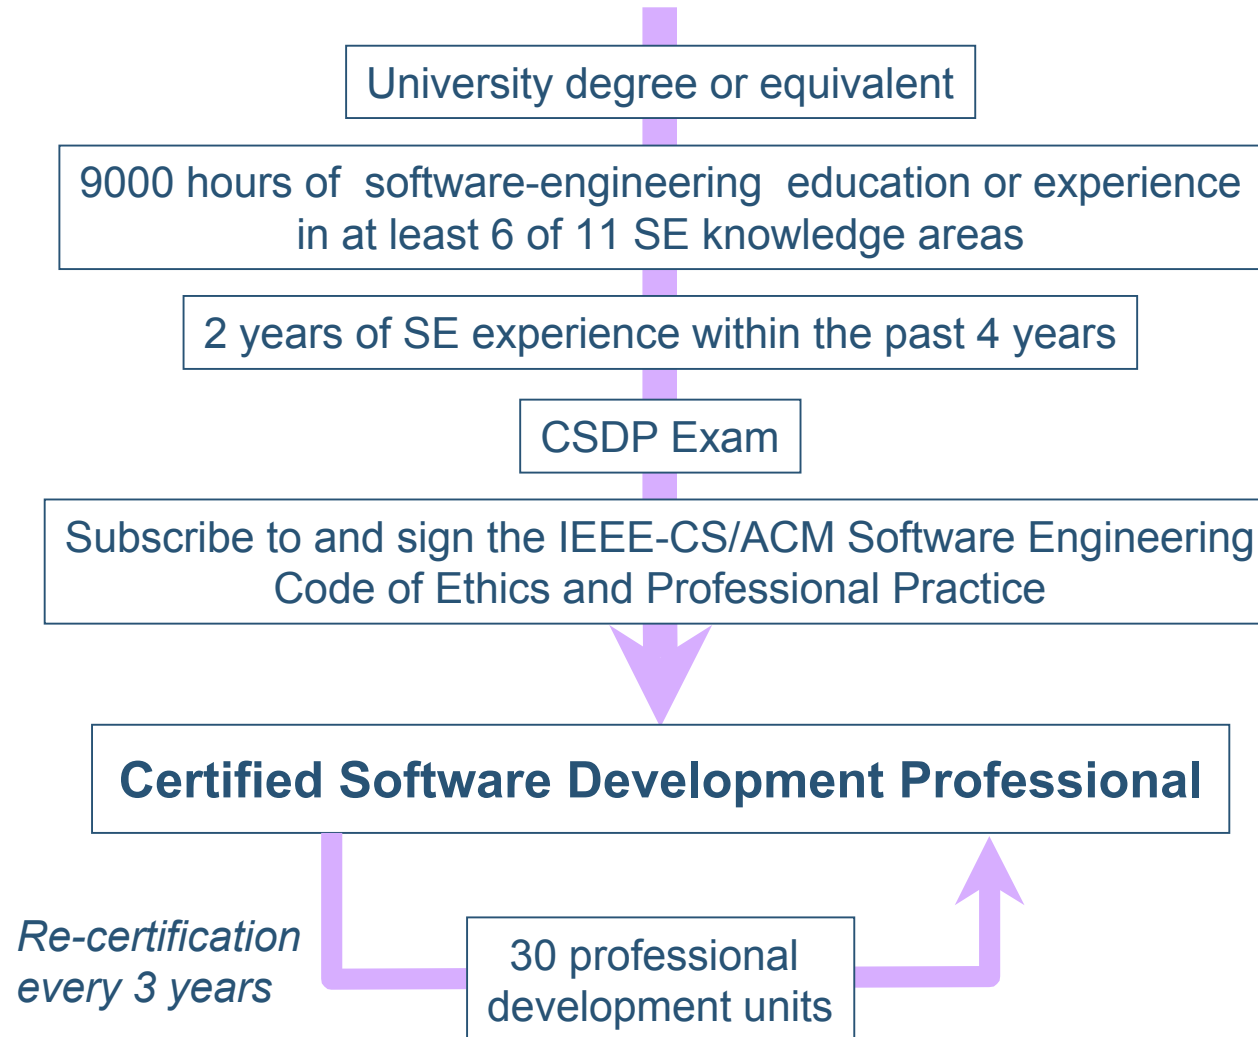 University degree or equivalent
9000 hours of software-engineering education or experience
in at least 6 of 11 SE knowledge areas
2 years of SE experience within the past 4 years
CSDP Exam
Subscribe to and sign the IEEE-CS/ACM Software Engineering
Code of Ethics and Professional Practice
Certified Software Development Professional
Re-certification
every 3 years
30 professional
development units